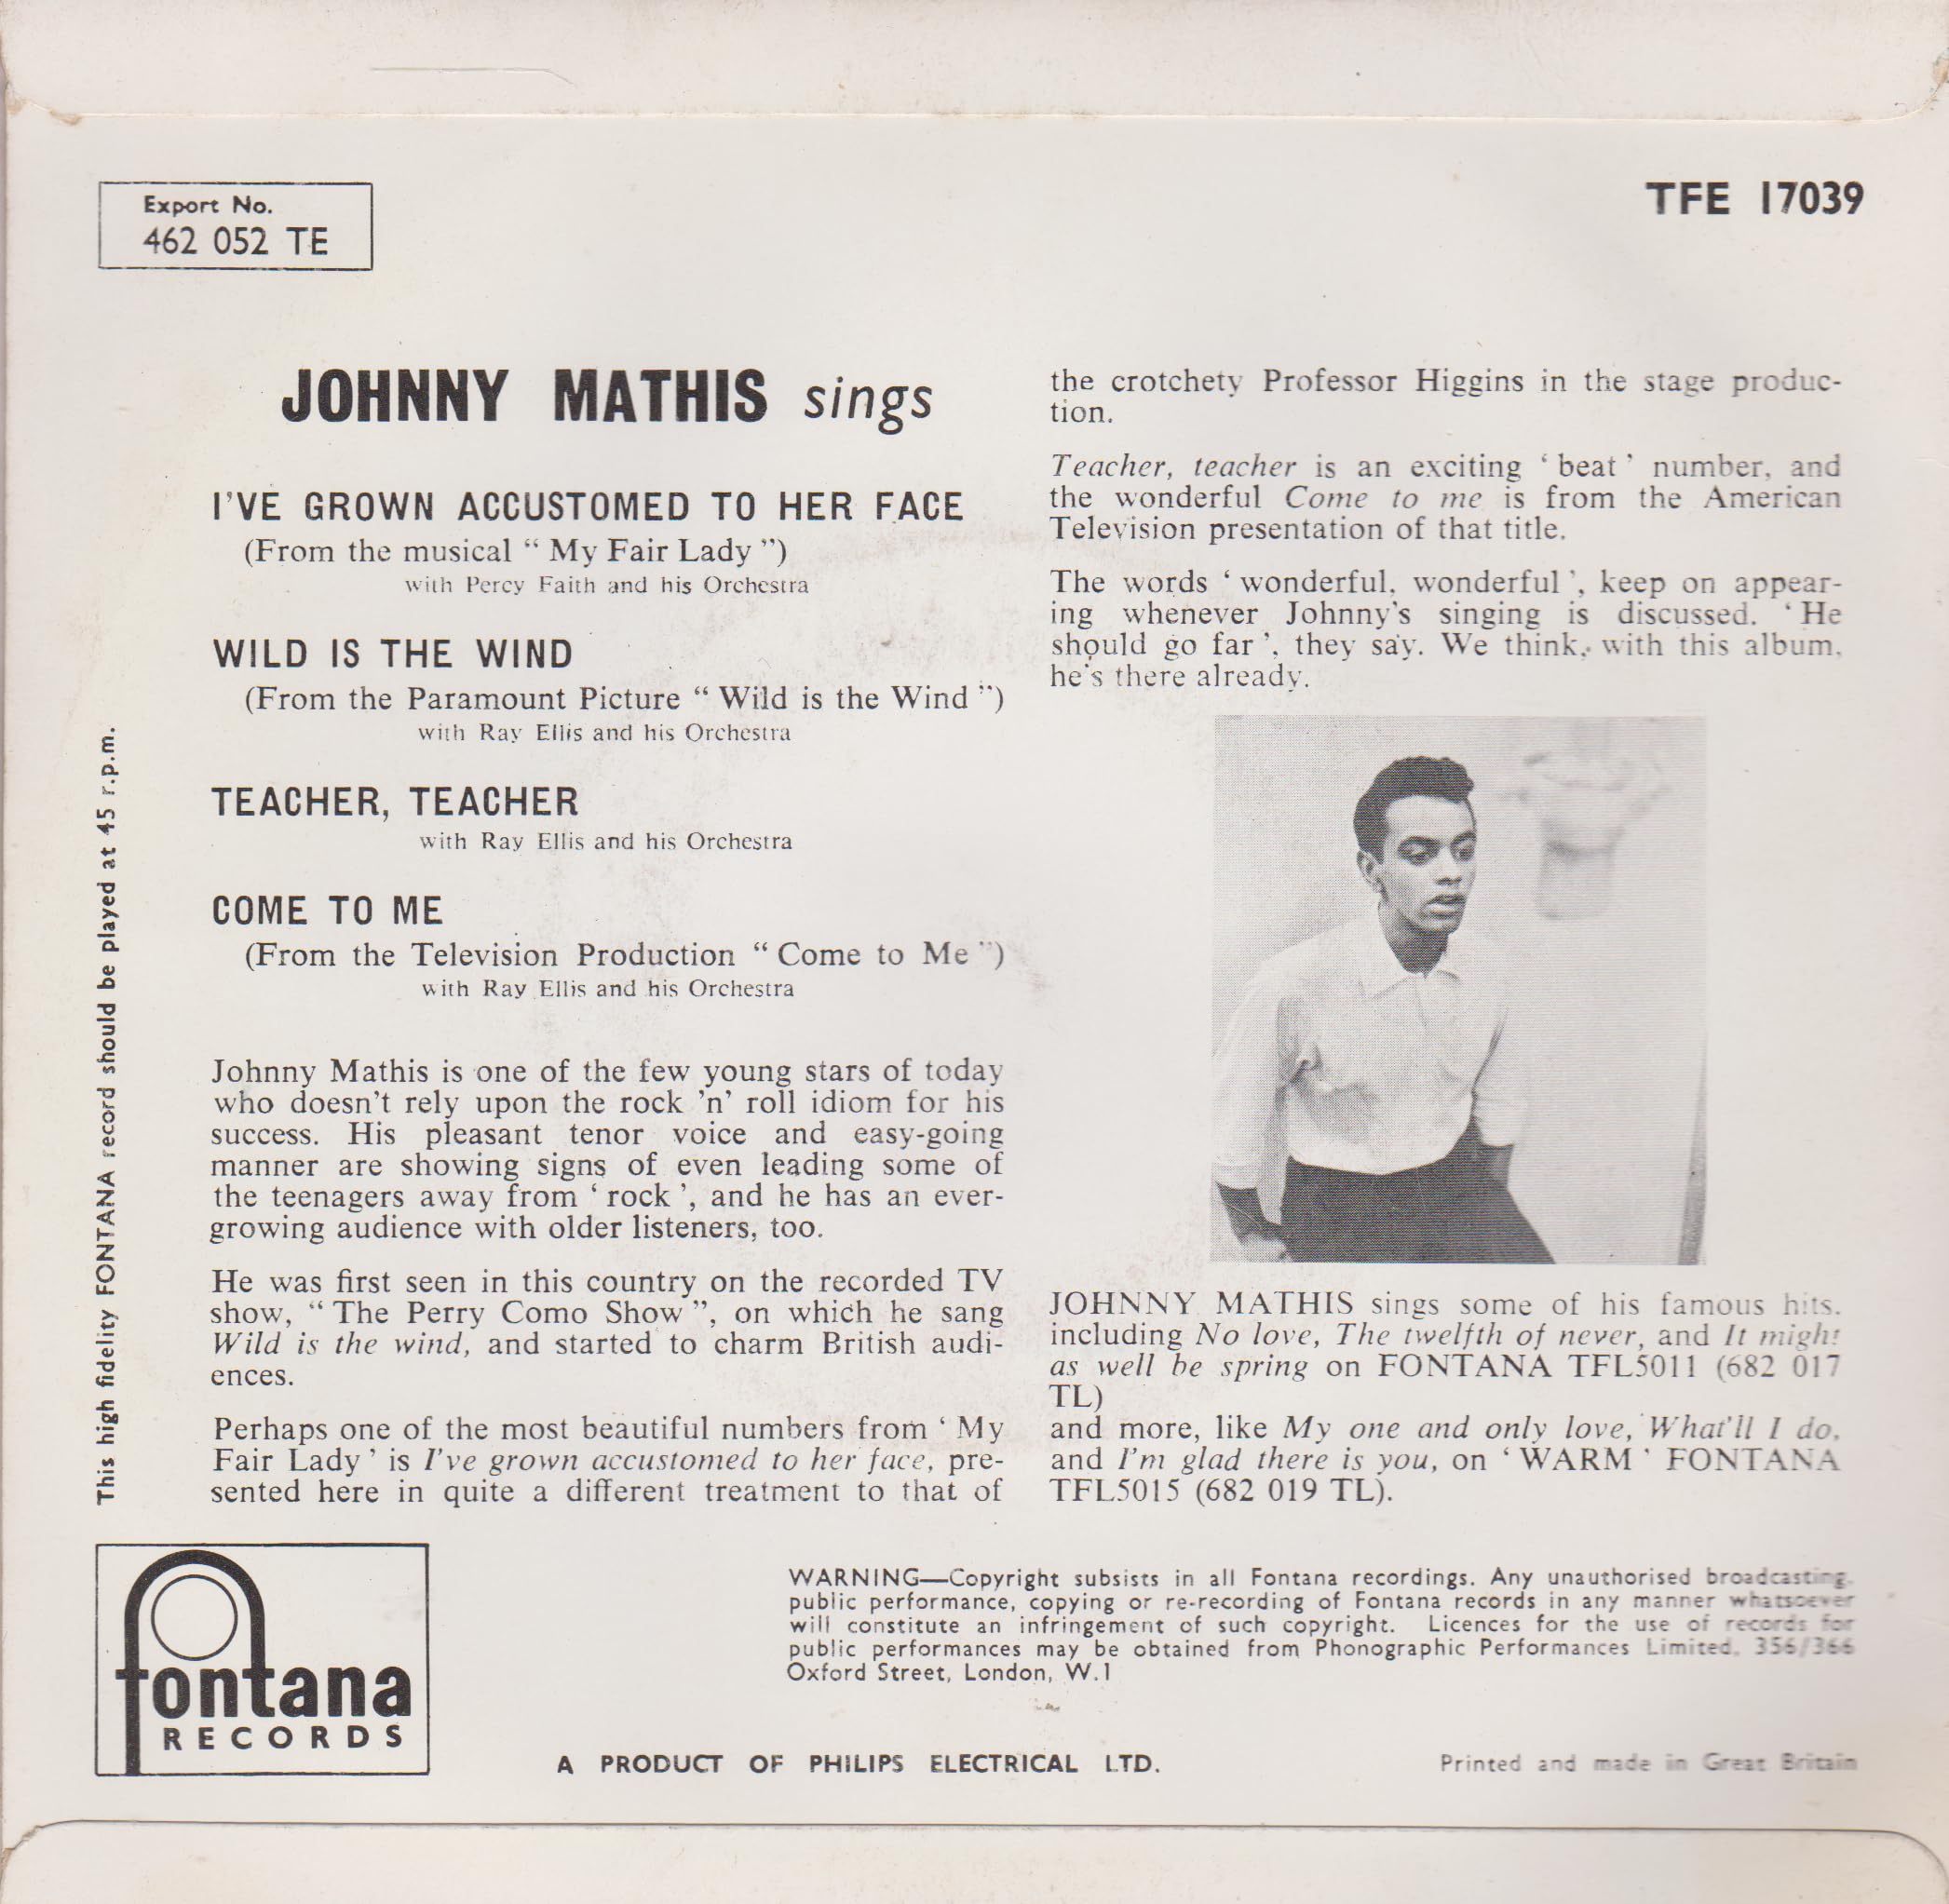 Export No.
462 052 TE
TFE 17039
JOHNNY MATHIS sings
I'VE GROWN ACCUSTOMED TO HER FACE
(From the musical “ My Fair Lady ”)
with Percy Faith and his Orchestra
WILD IS THE WIND
(From the Paramount Picture “ Wild is the Wind ”)
with Ray Ellis and his Orchestra
TEACHER, TEACHER
with Ray Ellis and his Orchestra
COME TO ME
(From the Television Production “ Come to Me ”)
with Ray Ellis and his Orchestra
Johnny Mathis is one of the few young stars of today
who doesn't rely upon the rock 'n' roll idiom for his
success. His pleasant tenor voice and easy-going
manner are showing signs of even leading some of
the teenagers away from ‘ rock ’, and he has an ever-
growing audience with older listeners, too.
He was first seen in this country on the recorded TV
show, “ The Perry Como Show ”, on which he sang
Wild is the wind, and started to charm British audi-
ences.
Perhaps one of the most beautiful numbers from ‘ My
Fair Lady ’ is I've grown accustomed to her face, pre-
sented here in quite a different treatment to that of
the crotchety Professor Higgins in the stage produc-
tion.
Teacher, teacher is an exciting ‘ beat ’ number, and
the wonderful Come to me is from the American
Television presentation of that title.
The words ‘ wonderful, wonderful ’, keep on appear-
ing whenever Johnny's singing is discussed. ‘ He
should go far ’, they say. We think, with this album,
he's there already.
JOHNNY MATHIS sings some of his famous hits.
including No love, The twelfth of never, and It might
as well be spring on FONTANA TFL5011 (682 017
TL)
and more, like My one and only love, What'll I do,
and I'm glad there is you, on ‘ WARM ’ FONTANA
TFL5015 (682 019 TL).
This high fidelity FONTANA record should be played at 45 r.p.m.
fontana
RECORDS
WARNING—Copyright subsists in all Fontana recordings. Any unauthorised broadcasting,
public performance, copying or re-recording of Fontana records in any manner whatsoever
will constitute an infringement of such copyright. Licences for the use of records for
public performances may be obtained from Phonographic Performances Limited, 356/366
Oxford Street, London, W.1
A PRODUCT OF PHILIPS ELECTRICAL LTD.
Printed and made in Great Britain